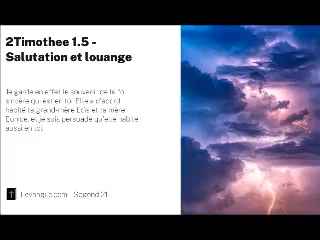 2Timothee 1.5 -
Salutation et louange
Je garde en effet le souvenir de la foi
sincère qui est en toi. Elle a d'abord
habité ta grand-mère Loïs et ta mère
Eunice, et je suis persuadé qu'elle habite
aussi en toi.
Levangile.com - Segond 21